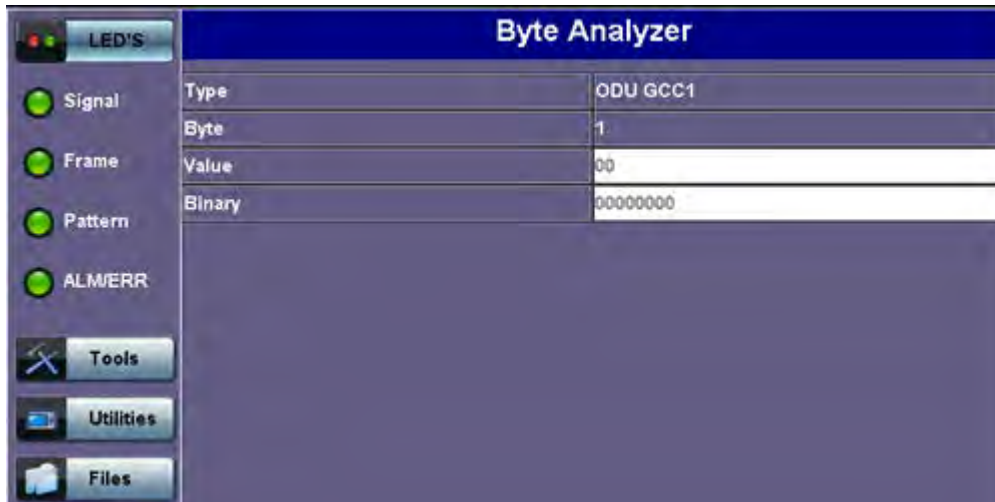 LED'S
Byte Analyzer
Signal
Frame
Pattern
ALM/ERR
Tools
Utilities
Files
Type ODU GCC1
Byte 1
Value 00
Binary 00000000